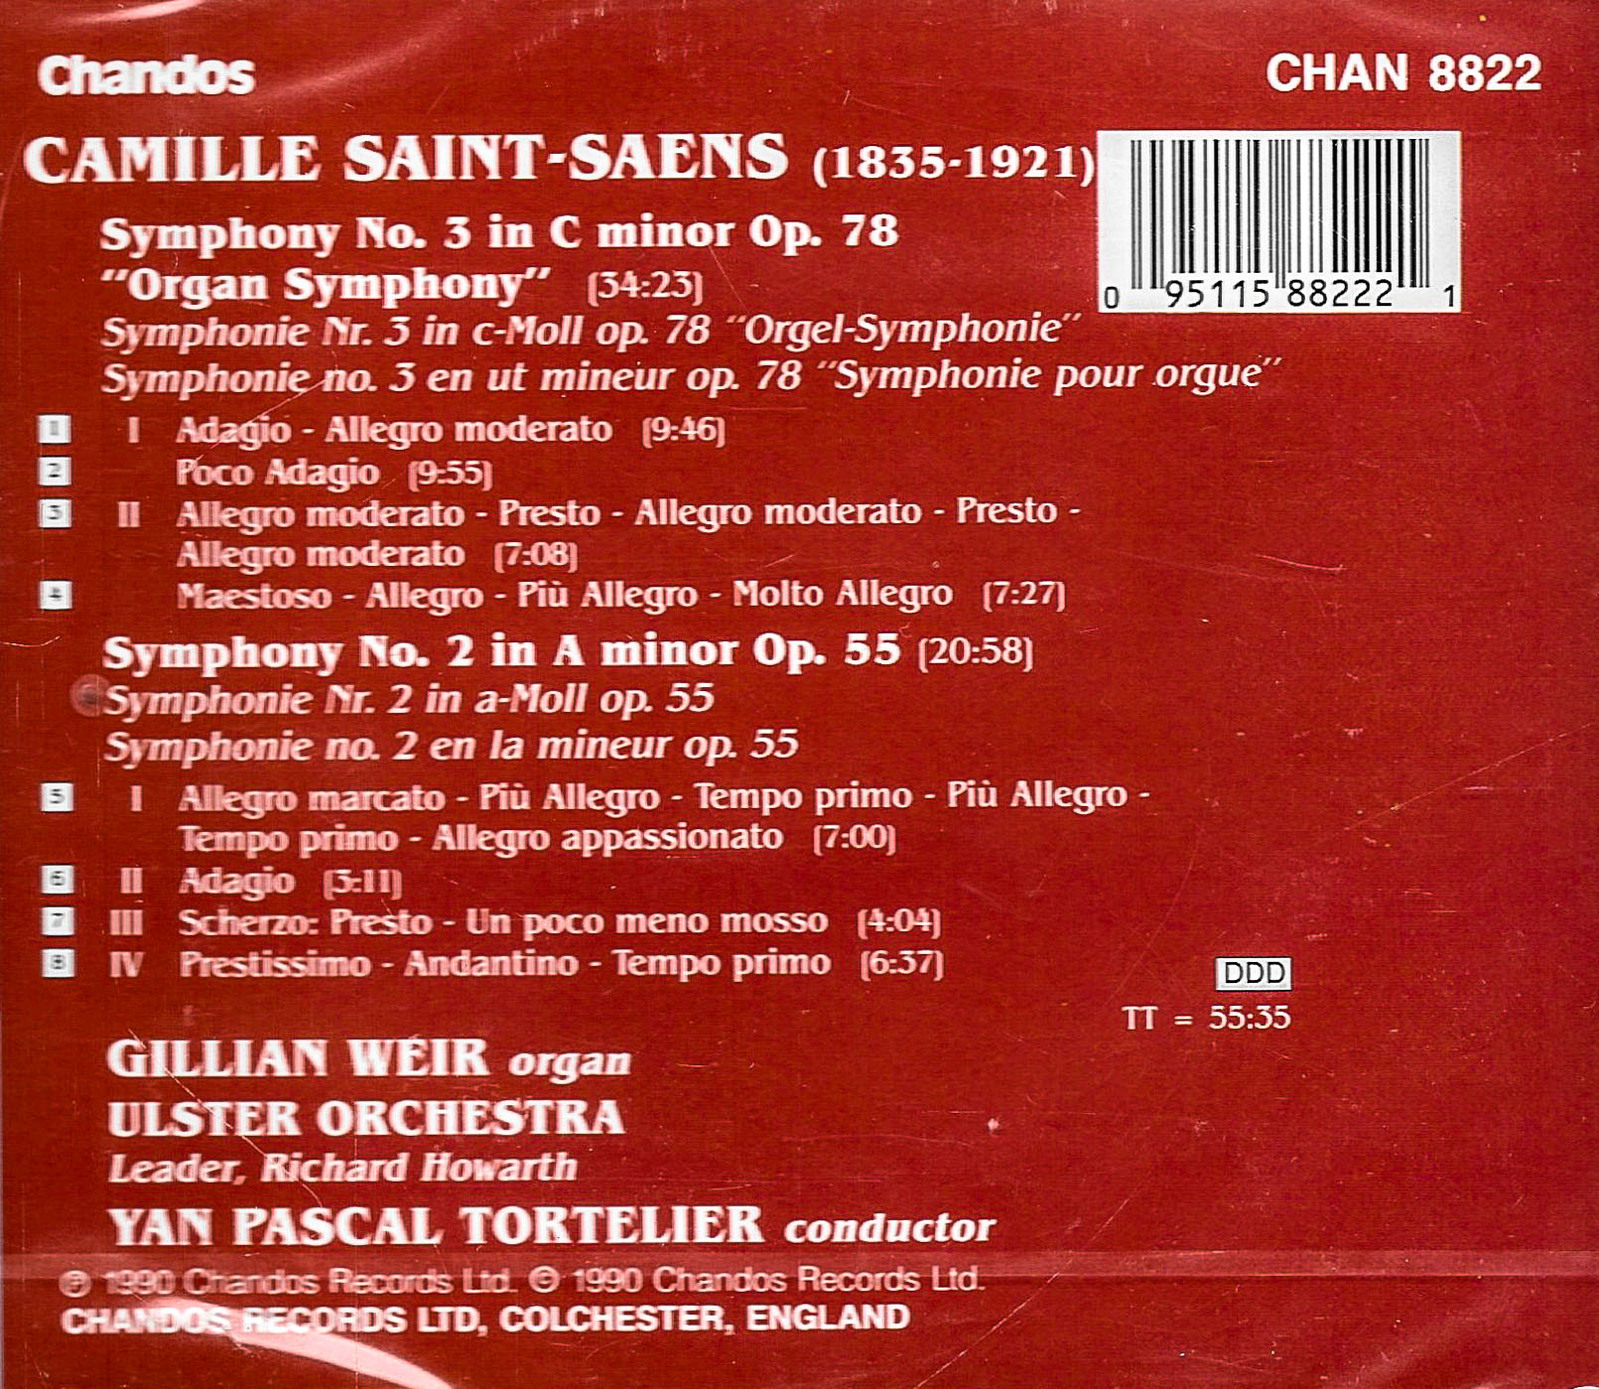 Chandos
CHAN 8822
CAMILLE SAINT-SAENS (1835-1921)
0 95115 88222 1
Symphony No. 3 in C minor Op. 78
"Organ Symphony" (34:23)
Symphonie Nr. 3 in c-Moll op. 78 "Orgel-Symphonie"
Symphonie no. 3 en ut mineur op. 78 "Symphonie pour orgue"
1 I Adagio - Allegro moderato (9:46)
2 Poco Adagio (9:55)
3 II Allegro moderato - Presto - Allegro moderato - Presto -
Allegro moderato (7:08)
4 Maestoso - Allegro - Più Allegro - Molto Allegro (7:27)
Symphony No. 2 in A minor Op. 55 (20:58)
Symphonie Nr. 2 in a-Moll op. 55
Symphonie no. 2 en la mineur op. 55
5 I Allegro marcato - Più Allegro - Tempo primo - Più Allegro -
Tempo primo - Allegro appassionato (7:00)
6 II Adagio (3:11)
7 III Scherzo: Presto - Un poco meno mosso (4:04)
8 IV Prestissimo - Andantino - Tempo primo (6:37)
DDD
TT = 55:35
GILLIAN WEIR organ
ULSTER ORCHESTRA
Leader, Richard Howarth
YAN PASCAL TORTELIER conductor
℗ 1990 Chandos Records Ltd. © 1990 Chandos Records Ltd.
CHANDOS RECORDS LTD, COLCHESTER, ENGLAND